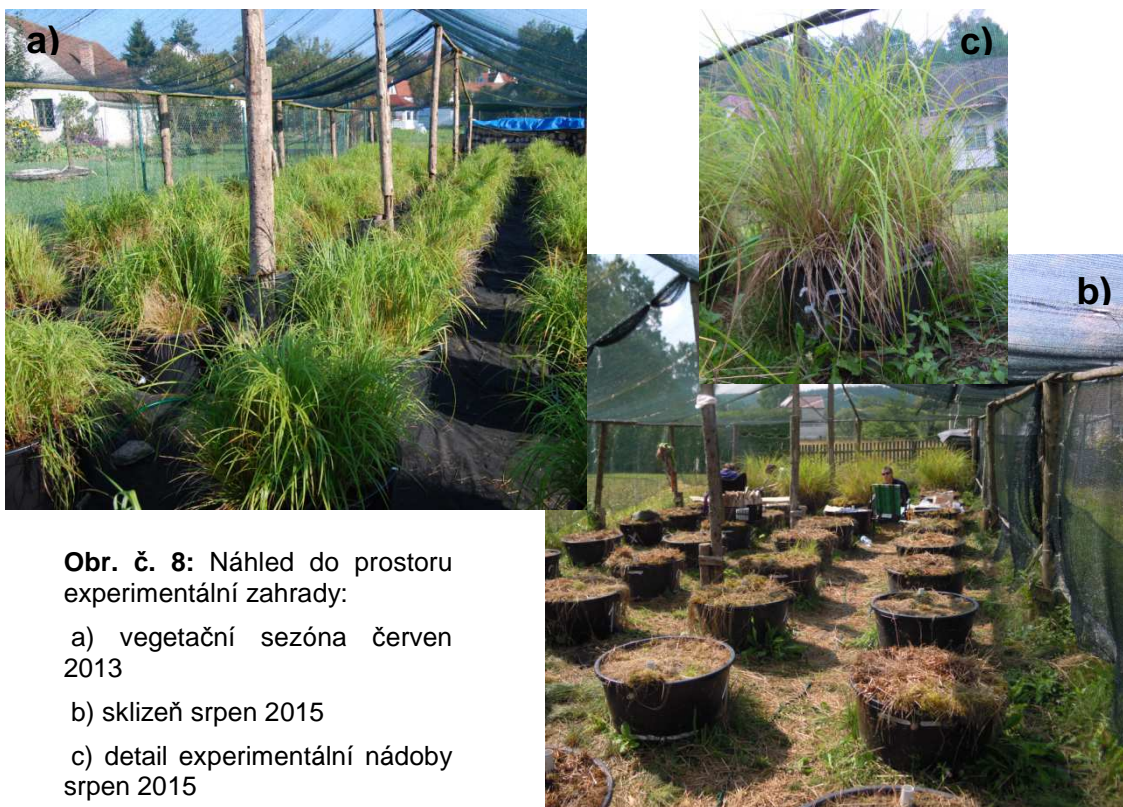 a)
c)
b)
Obr. č. 8: Náhled do prostoru
experimentální zahrady:
a) vegetační sezóna červen
2013
b) sklizeň srpen 2015
c) detail experimentální nádoby
srpen 2015